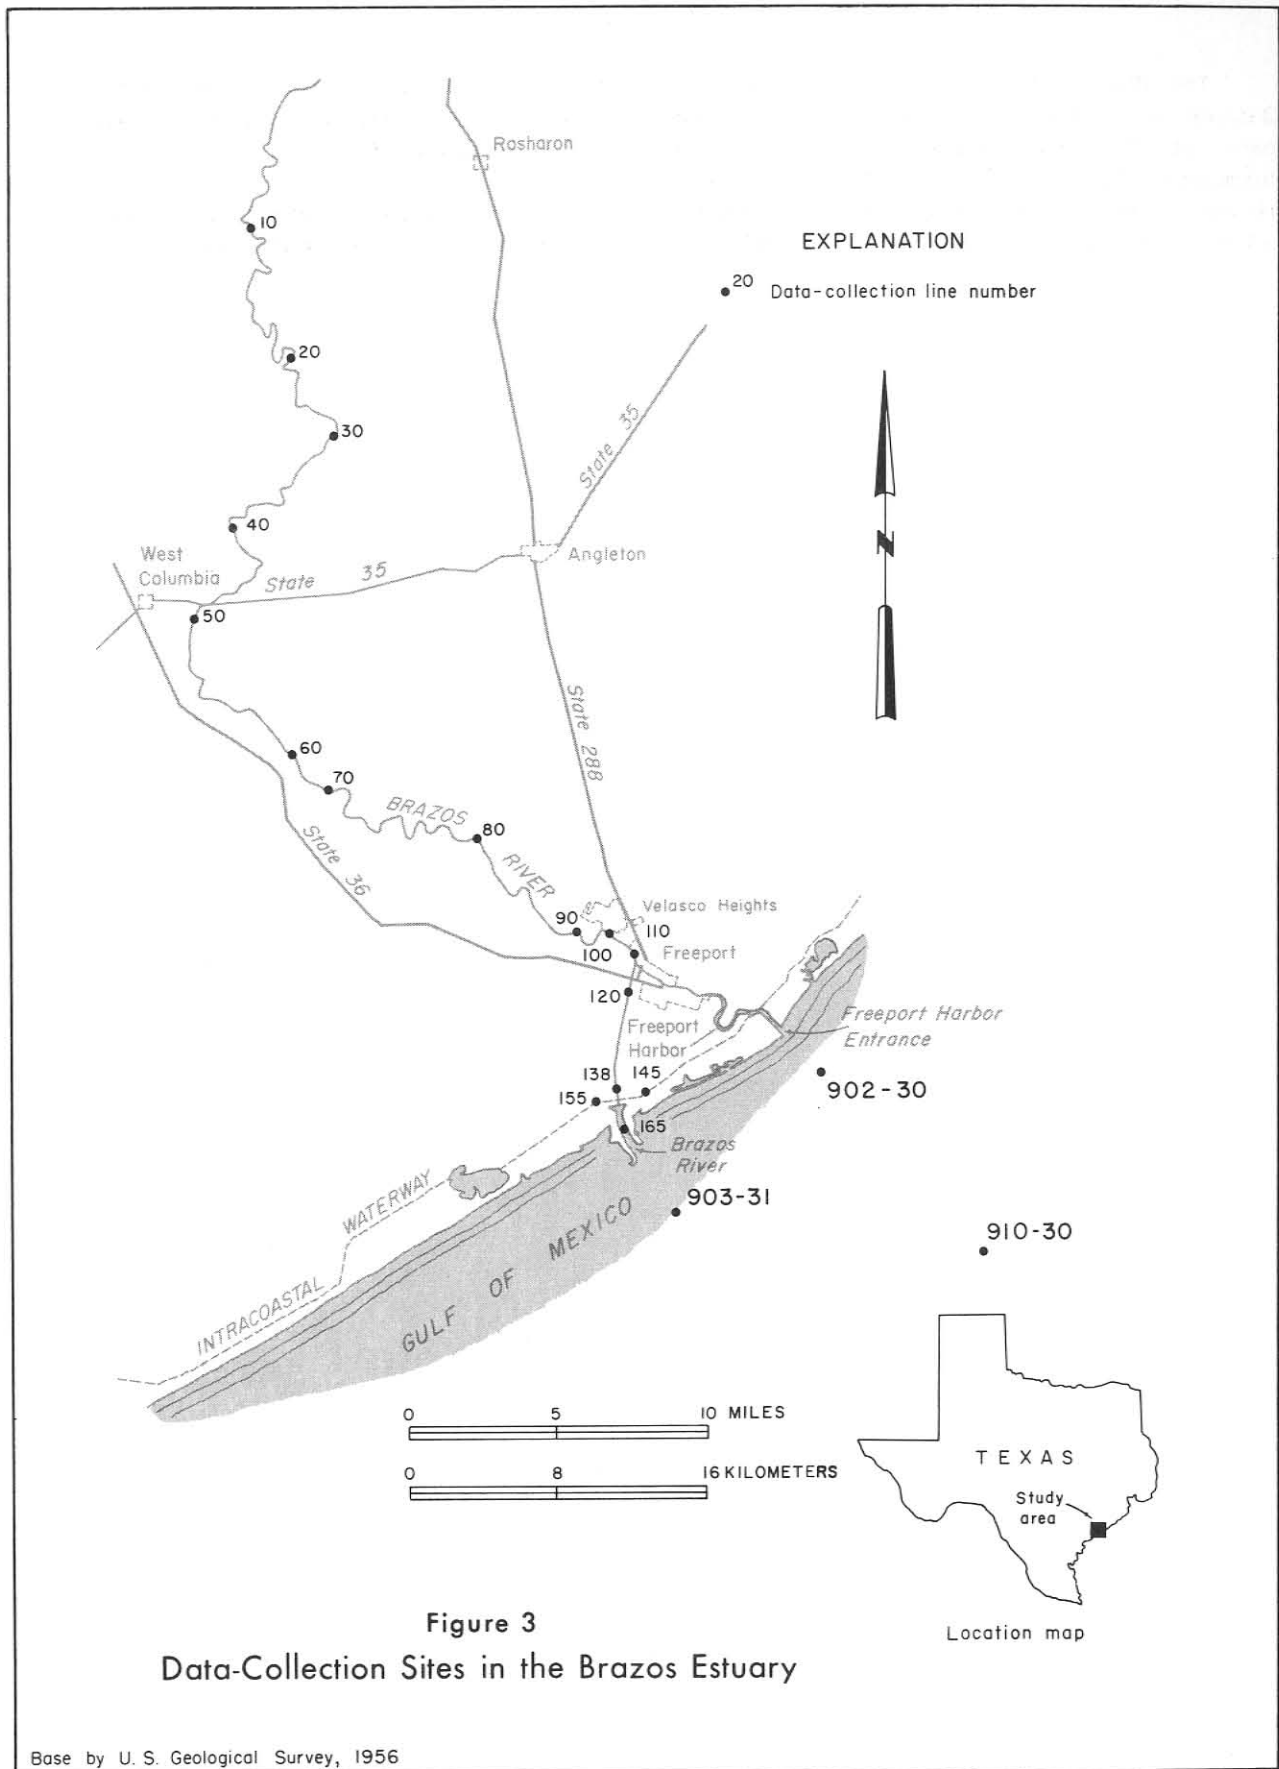 Rosharon
10
EXPLANATION
20 Data-collection line number
20
30
State 35
40
West
Columbia
Angleton
State 35
50
State 288
60
70
BRAZOS
80
State 36
RIVER
90
Velasco Heights
110
100
Freeport
120
Freeport
Harbor
Freeport Harbor
Entrance
138
145
155
902-30
165
Brazos
River
903-31
WATERWAY
910-30
INTRACOASTAL
GULF OF MEXICO
0 5 10 MILES
0 8 16 KILOMETERS
TEXAS
Study
area
N
Figure 3
Data-Collection Sites in the Brazos Estuary
Location map
Base by U. S. Geological Survey, 1956